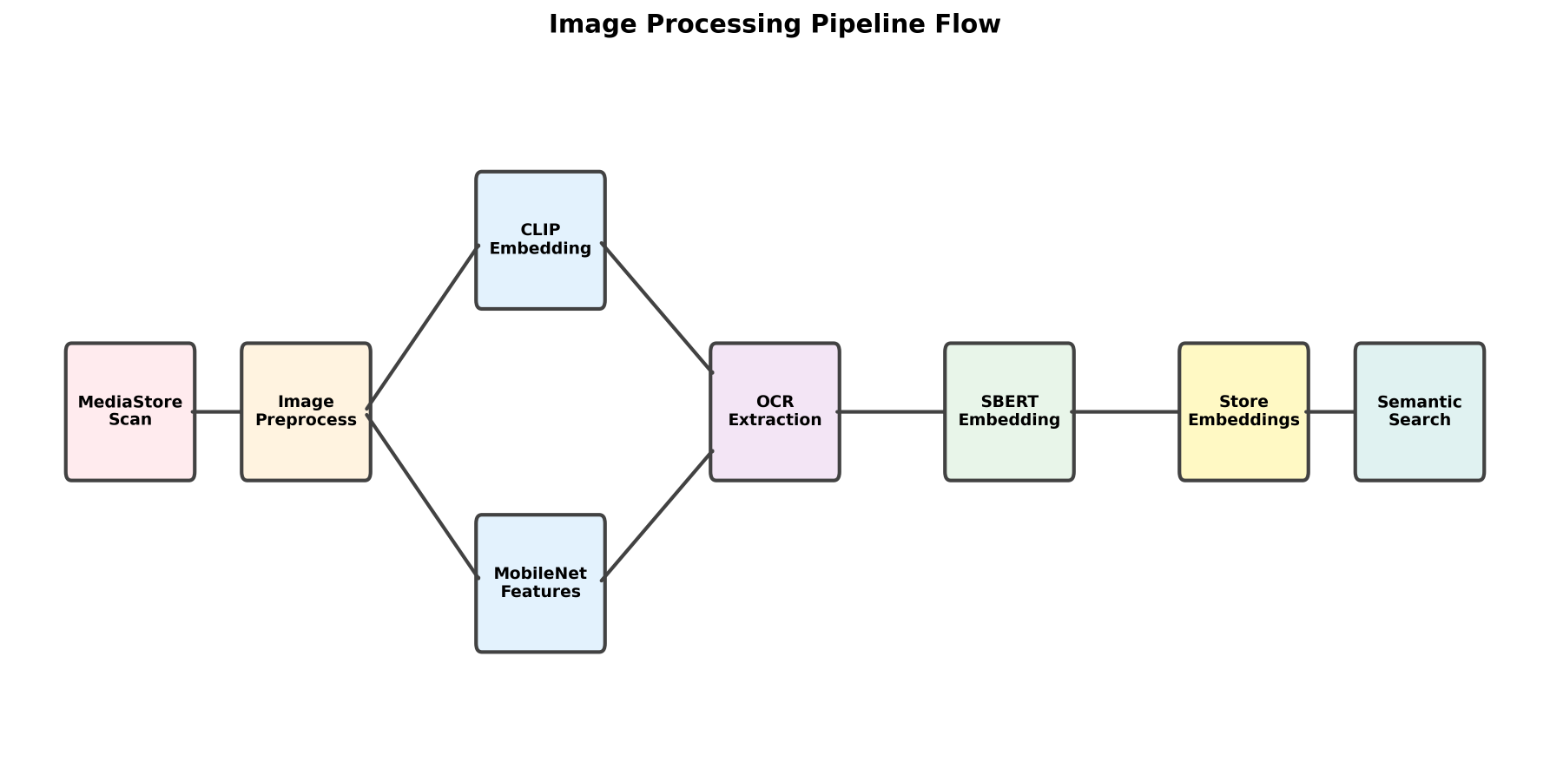 Image Processing Pipeline Flow
CLIP
Embedding
MediaStore
Scan
Image
Preprocess
OCR
Extraction
SBERT
Embedding
Store
Embeddings
Semantic
Search
MobileNet
Features